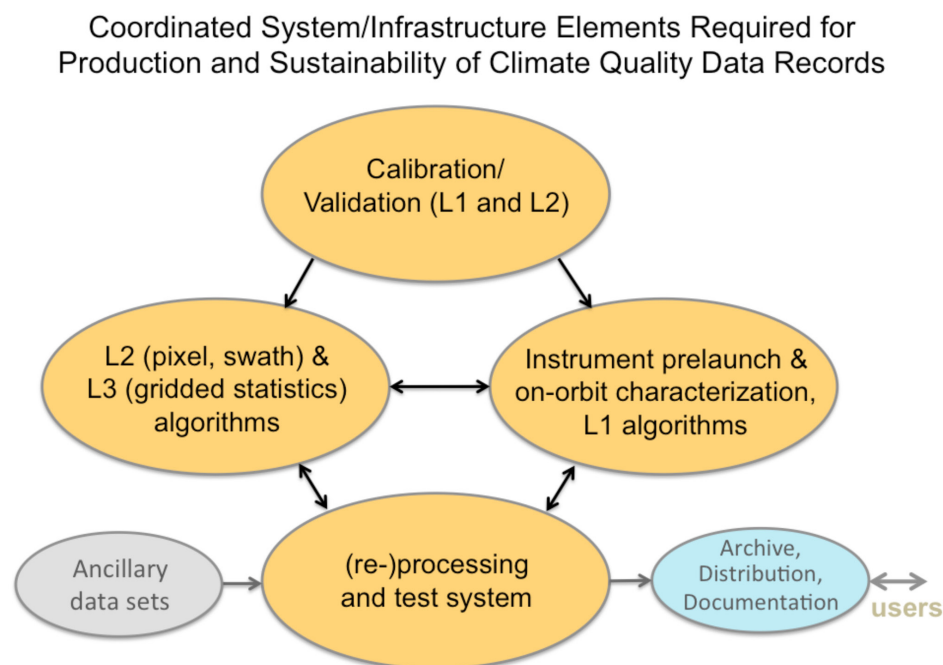 Coordinated System/Infrastructure Elements Required for
Production and Sustainability of Climate Quality Data Records
Calibration/
Validation (L1 and L2)
L2 (pixel, swath) &
L3 (gridded statistics)
algorithms
Instrument prelaunch &
on-orbit characterization,
L1 algorithms
Ancillary
data sets
(re-)processing
and test system
Archive,
Distribution,
Documentation
users